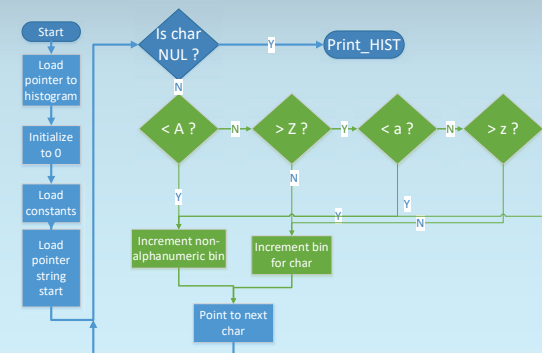 Start
Load
pointer to
histogram
Initialize
to 0
Load
constants
Load
pointer
string
start
Is char
NUL ?
Y
Print_HIST
N
< A ?
N
> Z ?
Y
< a ?
N
> z ?
Y
N
Y
Y
N
Increment non-
alphanumeric bin
Increment bin
for char
Point to next
char